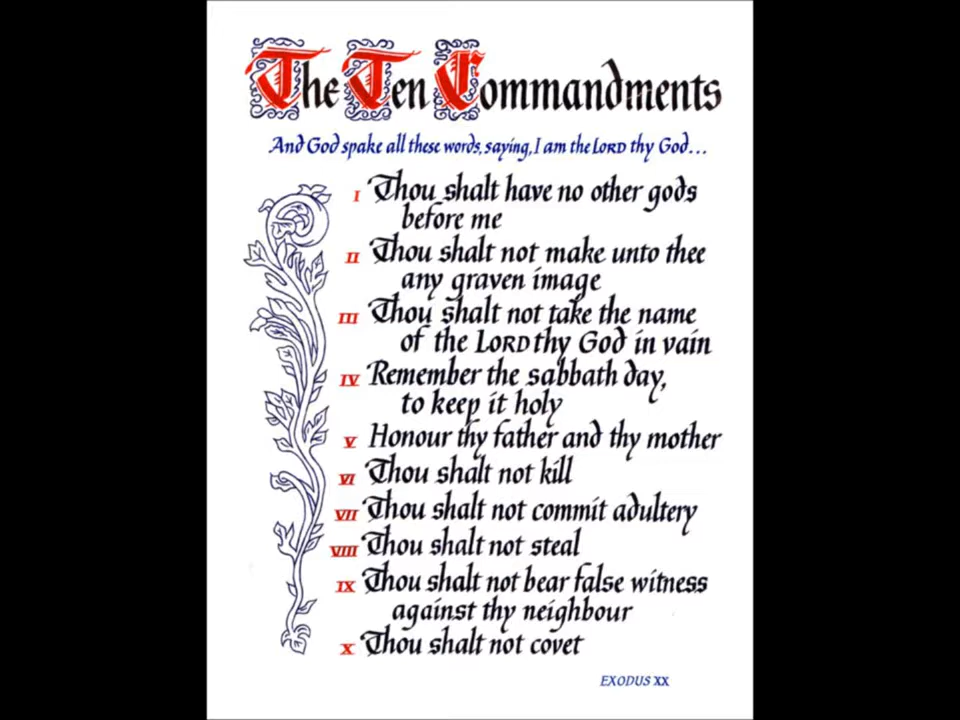 The Ten Commandments
And God spake all these words, saying, I am the LORD thy God...
I Thou shalt have no other gods
before me
II Thou shalt not make unto thee
any graven image
III Thou shalt not take the name
of the LORD thy God in vain
IV Remember the sabbath day,
to keep it holy
V Honour thy father and thy mother
VI Thou shalt not kill
VII Thou shalt not commit adultery
VIII Thou shalt not steal
IX Thou shalt not bear false witness
against thy neighbour
X Thou shalt not covet
EXODUS XX